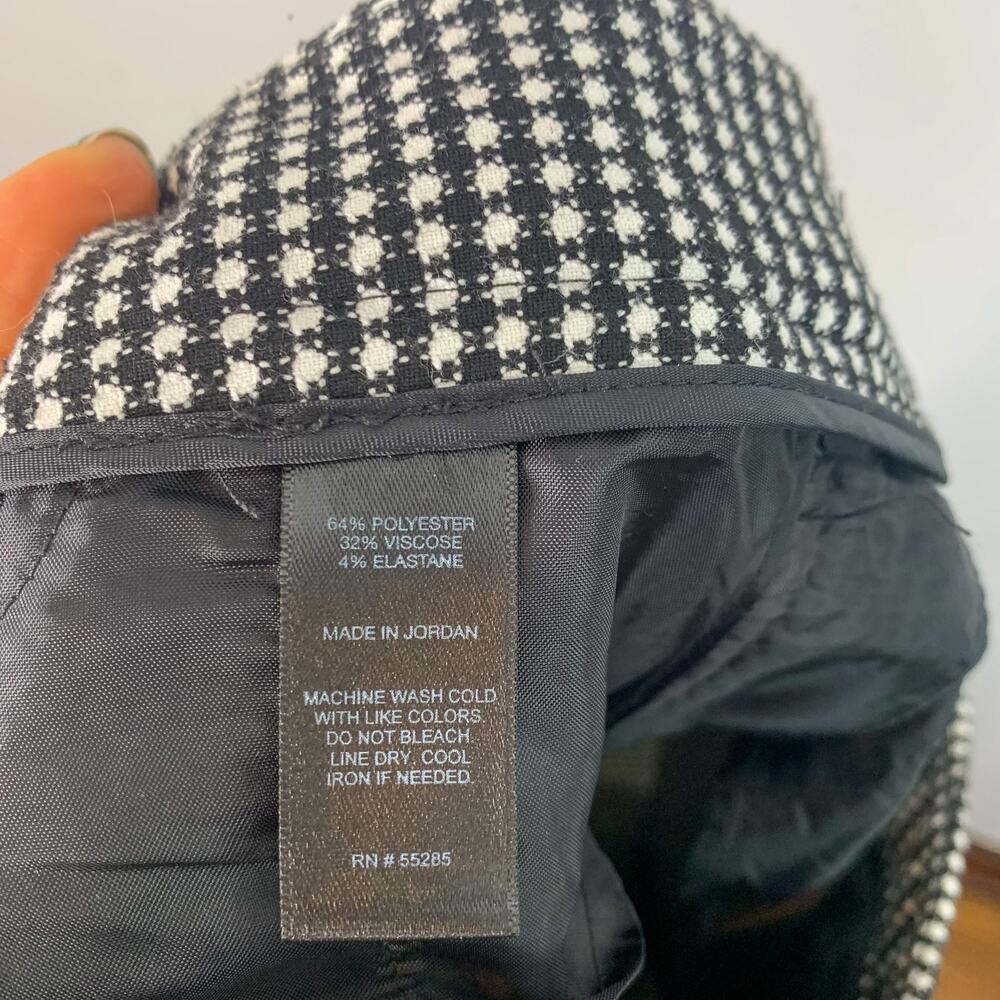 64% POLYESTER
32% VISCOSE
4% ELASTANE
MADE IN JORDAN
MACHINE WASH COLD
WITH LIKE COLORS.
DO NOT BLEACH.
LINE DRY. COOL
IRON IF NEEDED.
RN # 55285